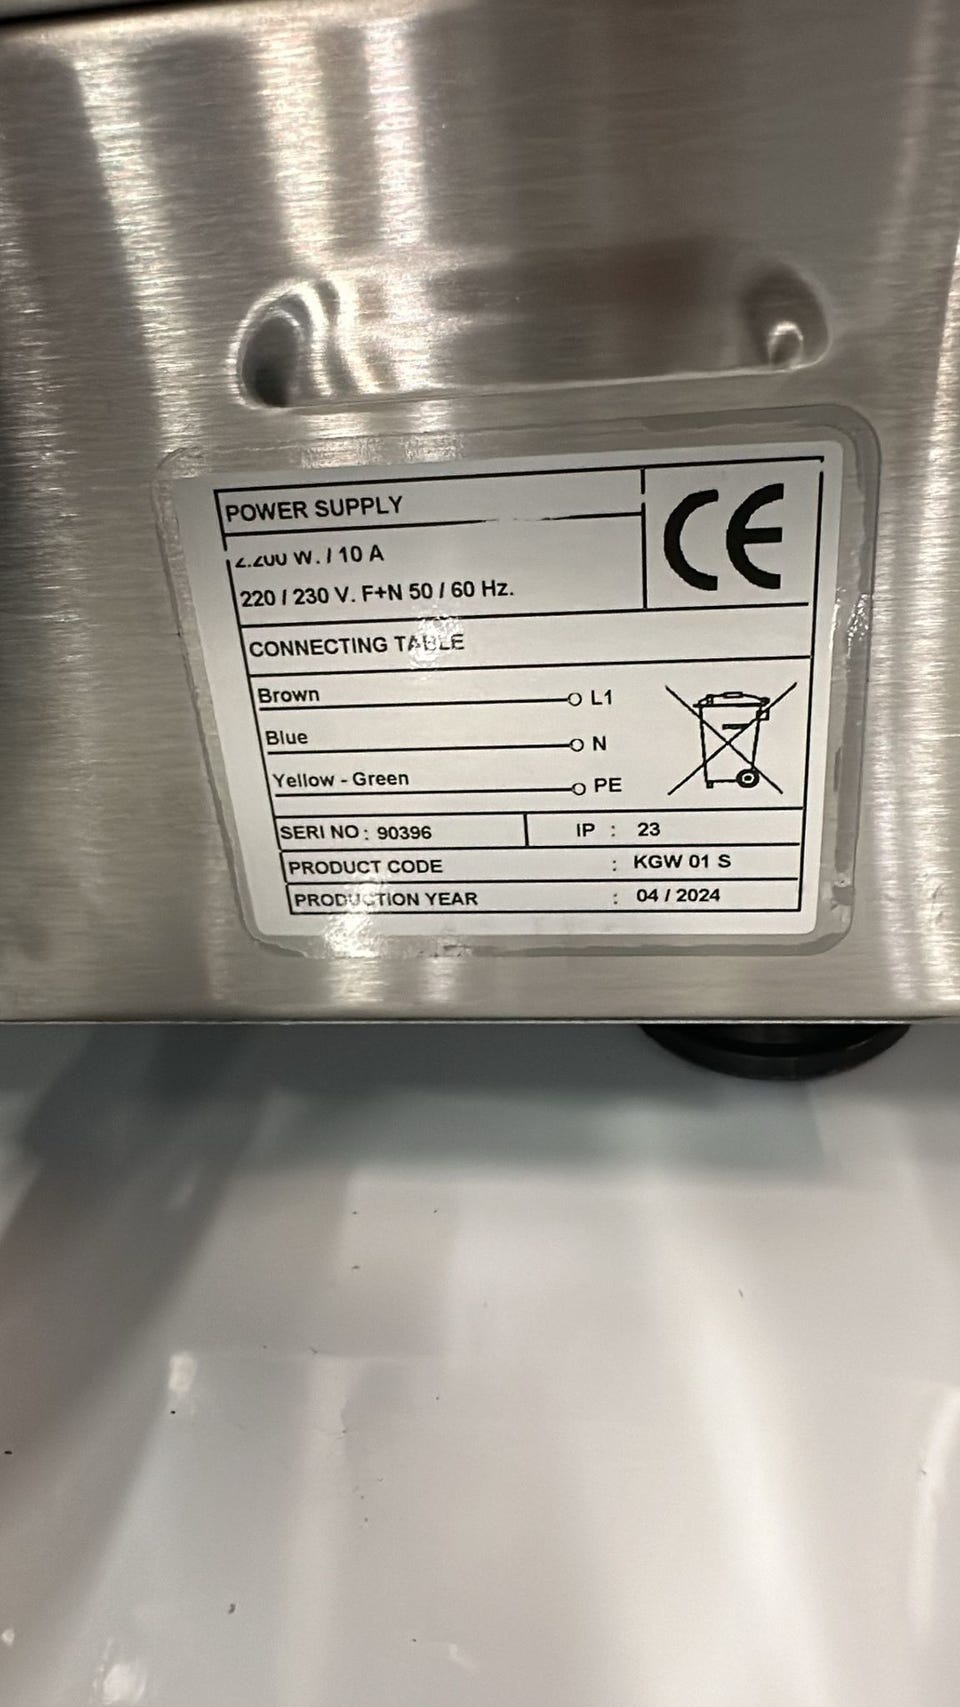 POWER SUPPLY
2.200 W. / 10 A
220 / 230 V. F+N 50 / 60 Hz.
CE
CONNECTING TABLE
Brown L1
Blue N
Yellow - Green PE
SERI NO : 90396 IP : 23
PRODUCT CODE : KGW 01 S
PRODUCTION YEAR : 04 / 2024